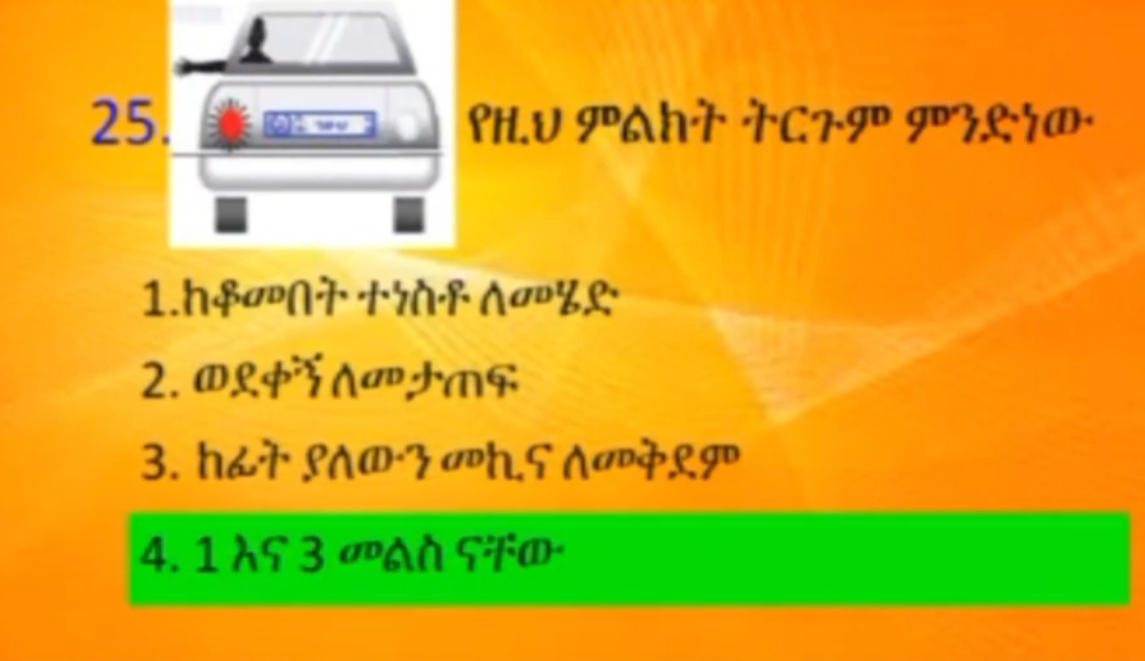 25. የዚህ ምልክት ትርጉም ምንድነው
1.ከቆመበት ተነስቶ ለመሄድ
2. ወደቀኝ ለመታጠፍ
3. ከፊት ያለውን መኪና ለመቅደም
4. 1 እና 3 መልስ ናቸው